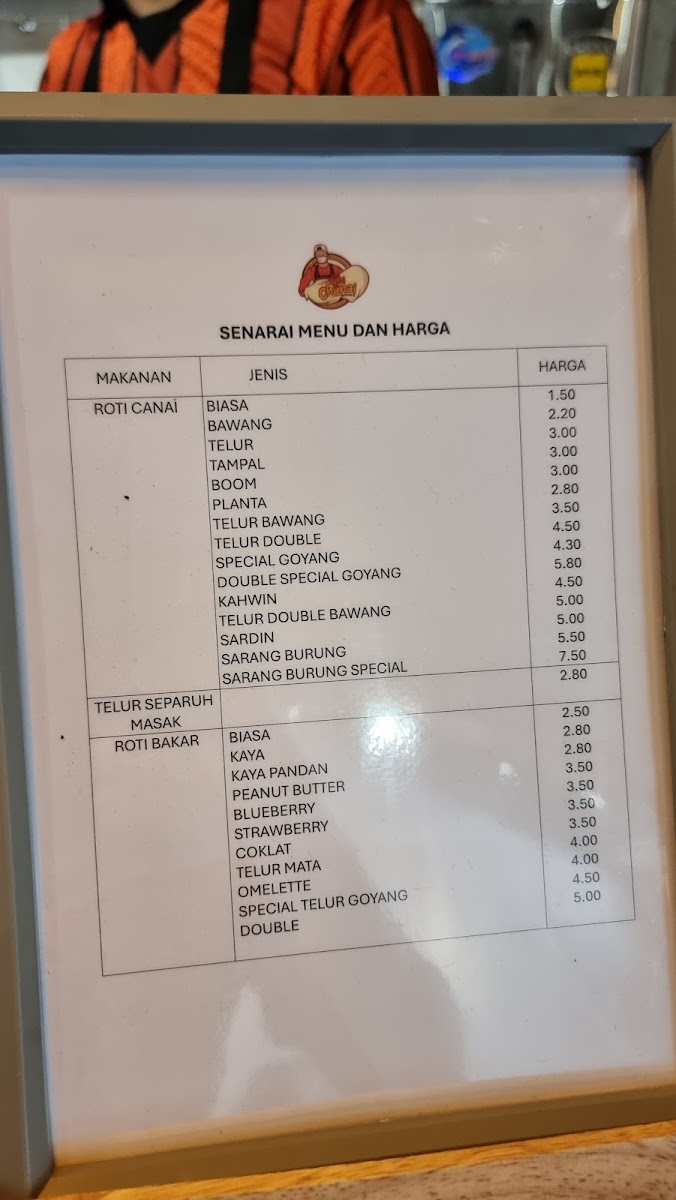 SENARAI MENU DAN HARGA
MAKANAN JENIS HARGA
ROTI CANAI BIASA 1.50
BAWANG 2.20
TELUR 3.00
TAMPAL 3.00
BOOM 3.00
PLANTA 2.80
TELUR BAWANG 3.50
TELUR DOUBLE 4.50
SPECIAL GOYANG 4.30
DOUBLE SPECIAL GOYANG 5.80
KAHWIN 4.50
TELUR DOUBLE BAWANG 5.00
SARDIN 5.00
SARANG BURUNG 5.50
SARANG BURUNG SPECIAL 7.50
TELUR SEPARUH 2.80
MASAK
ROTI BAKAR BIASA 2.50
KAYA 2.80
KAYA PANDAN 2.80
PEANUT BUTTER 3.50
BLUEBERRY 3.50
STRAWBERRY 3.50
COKLAT 3.50
TELUR MATA 4.00
OMELETTE 4.00
SPECIAL TELUR GOYANG 4.50
DOUBLE 5.00